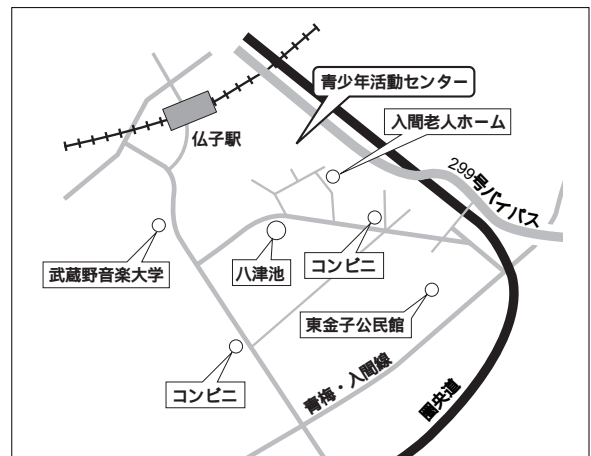 青少年活動センター
入間老人ホーム
仏子駅
299号バイパス
武蔵野音楽大学
八津池
コンビニ
東金子公民館
コンビニ
青梅・入間線
圏央道